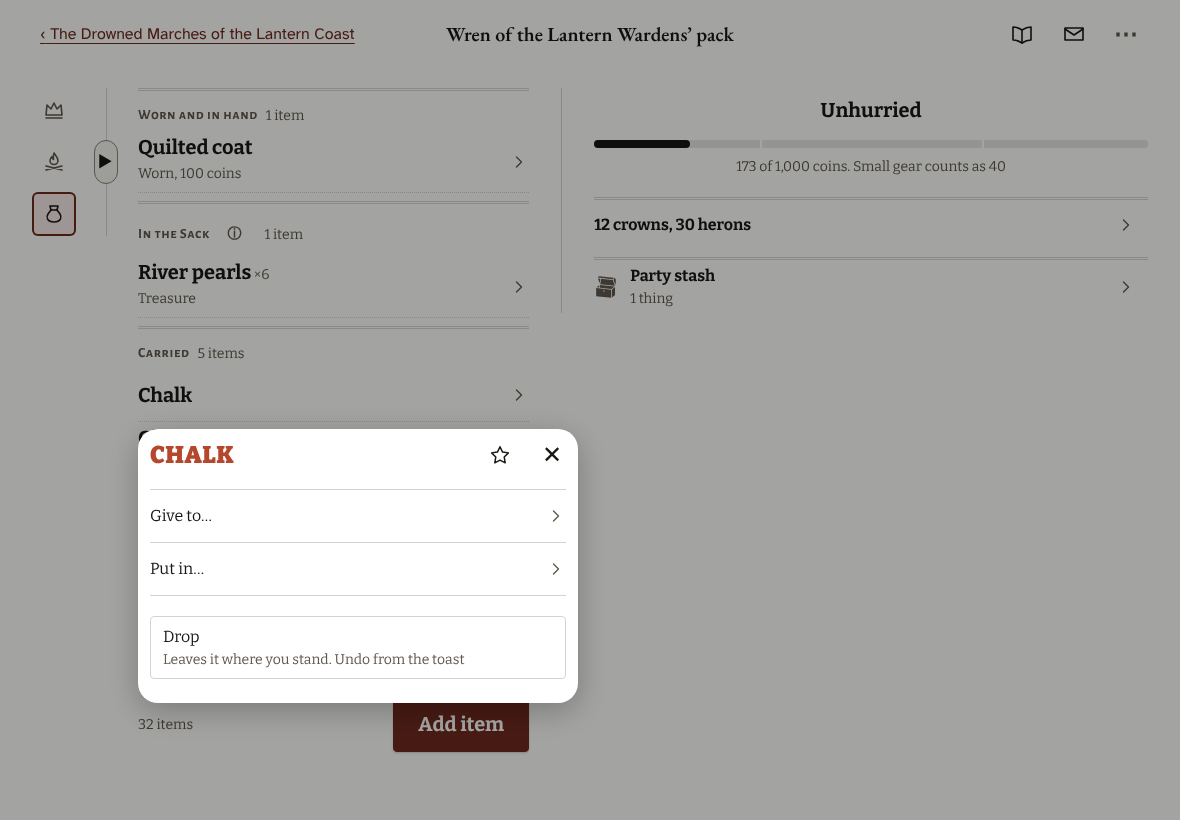 ‹ The Drowned Marches of the Lantern Coast
Wren of the Lantern Wardens’ pack
Worn and in hand 1 item
Quilted coat
Worn, 100 coins
In the Sack 1 item
River pearls ×6
Treasure
Carried 5 items
Chalk
CHALK
Give to...
Put in...
Drop
Leaves it where you stand. Undo from the toast
32 items
Add item
Unhurried
173 of 1,000 coins. Small gear counts as 40
12 crowns, 30 herons
Party stash
1 thing